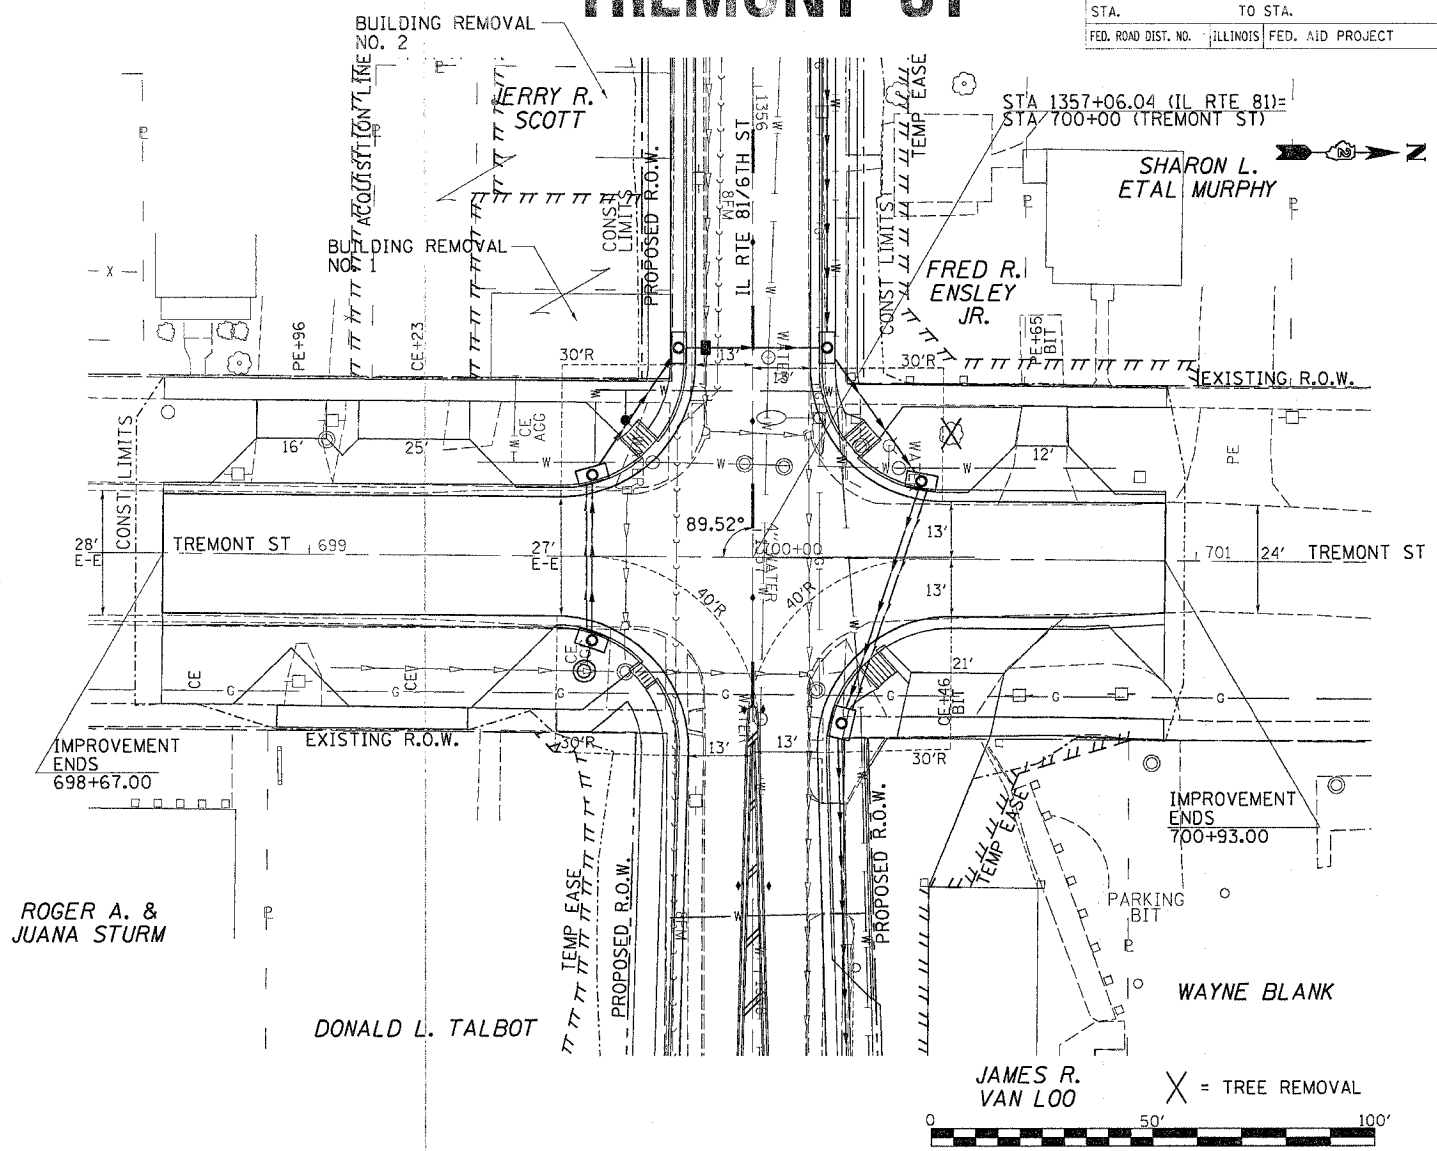 TREMONT ST
STA. TO STA.
FED. ROAD DIST. NO. ILLINOIS FED. AID PROJECT
BUILDING REMOVAL
NO. 2
JERRY R.
SCOTT
ACQUISITION LINE
PROPOSED R.O.W.
CONST
LIMITS
1356
IL RTE 81/6TH ST
8FM
TEMP EASE
STA 1357+06.04 (IL RTE 81)=
STA 700+00 (TREMONT ST)
N
SHARON L.
ETAL MURPHY
BUILDING REMOVAL
NO. 1
CONST LIMITS
FRED R.
ENSLEY
JR.
PE+96
CE+23
PE+65
BIT
30'R
13'
13'
WATER
30'R
EXISTING R.O.W.
CONST LIMITS
16'
25'
CE
AGG
12'
PE
28'
E-E
TREMONT ST
699
27'
E-E
89.52°
700+00
13'
13'
701
24'
TREMONT ST
40'R
40'R
CE
CE
CE
21'
CE+46
BIT
G
G
G
G
G
G
WATER
EXISTING R.O.W.
30'R
13'
13'
30'R
IMPROVEMENT
ENDS
698+67.00
IMPROVEMENT
ENDS
700+93.00
TEMP EASE
PROPOSED R.O.W.
PROPOSED R.O.W.
TEMP EASE
PARKING
BIT
ROGER A. &
JUANA STURM
DONALD L. TALBOT
WAYNE BLANK
JAMES R.
VAN LOO
X = TREE REMOVAL
0 50' 100'